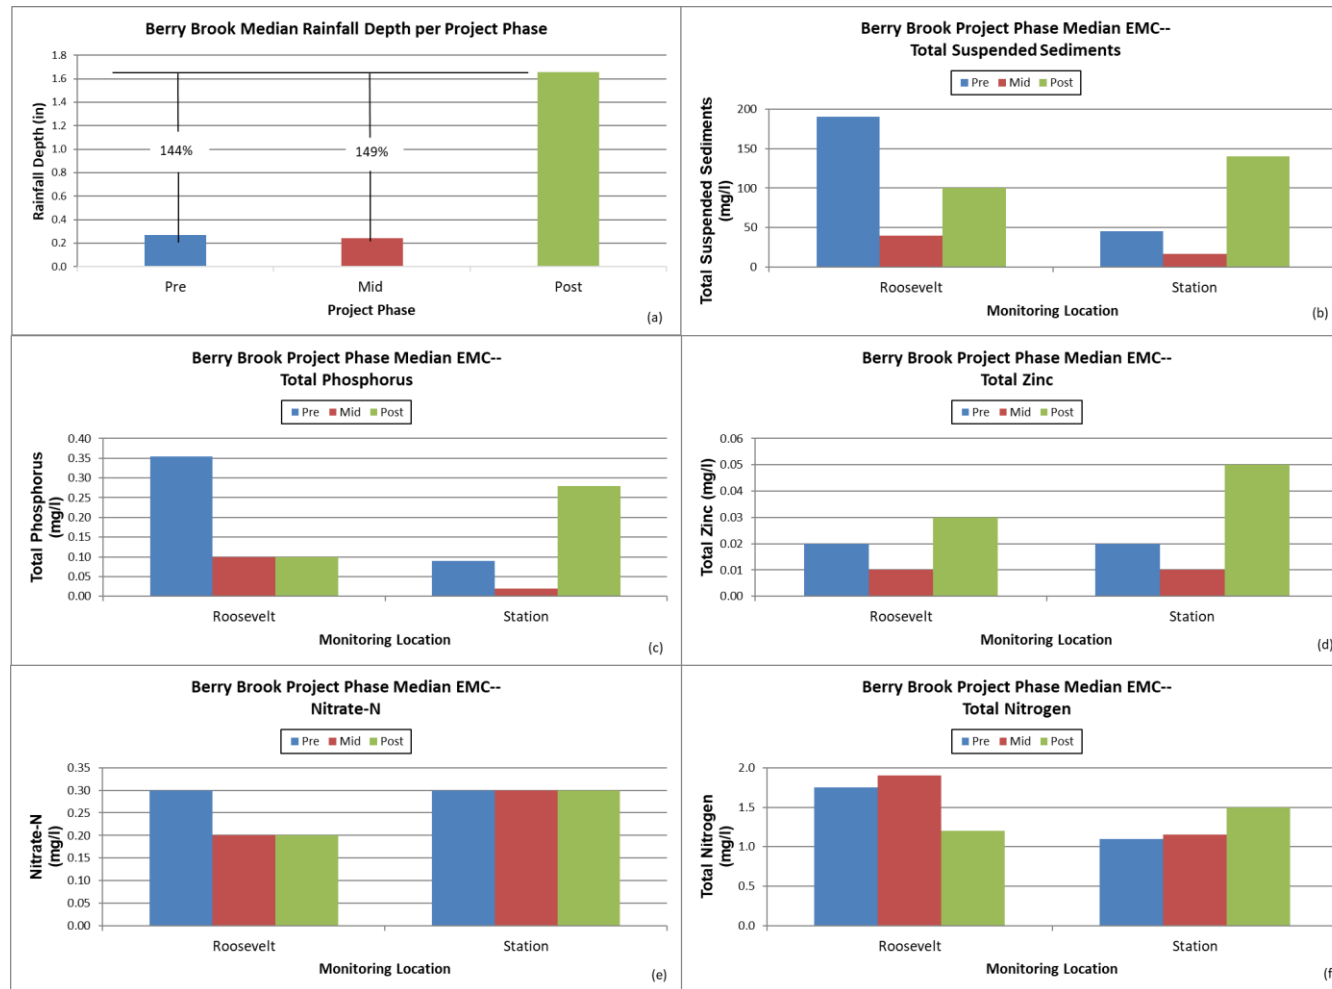 Berry Brook Median Rainfall Depth per Project Phase
1.8
1.6
1.4
1.2
1.0
0.8
0.6
0.4
0.2
0.0
Rainfall Depth (in)
144%
149%
Pre
Mid
Post
Project Phase
(a)
Berry Brook Project Phase Median EMC--
Total Suspended Sediments
Pre
Mid
Post
200
150
100
50
0
Total Suspended Sediments
(mg/l)
Roosevelt
Station
Monitoring Location
(b)
Berry Brook Project Phase Median EMC--
Total Phosphorus
Pre
Mid
Post
0.40
0.35
0.30
0.25
0.20
0.15
0.10
0.05
0.00
Total Phosphorus
(mg/l)
Roosevelt
Station
Monitoring Location
(c)
Berry Brook Project Phase Median EMC--
Total Zinc
Pre
Mid
Post
0.06
0.05
0.04
0.03
0.02
0.01
0.00
Total Zinc (mg/l)
Roosevelt
Station
Monitoring Location
(d)
Berry Brook Project Phase Median EMC--
Nitrate-N
Pre
Mid
Post
0.35
0.30
0.25
0.20
0.15
0.10
0.05
0.00
Nitrate-N
(mg/l)
Roosevelt
Station
Monitoring Location
(e)
Berry Brook Project Phase Median EMC--
Total Nitrogen
Pre
Mid
Post
2.0
1.5
1.0
0.5
0.0
Total Nitrogen
(mg/l)
Roosevelt
Station
Monitoring Location
(f